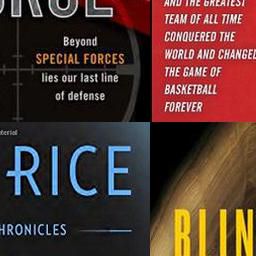 Beyond
SPECIAL FORCES
lies our last line
of defense
AND THE GREATEST
TEAM OF ALL TIME
CONQUERED THE
WORLD AND CHANGED
THE GAME OF
BASKETBALL
FOREVER
RICE
HRONICLES
BLIN